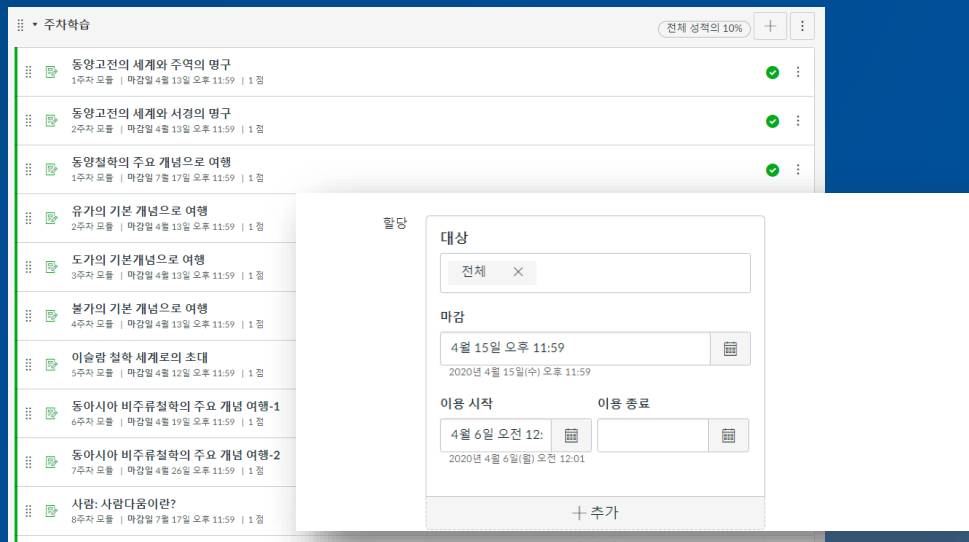 주차학습
전체 성적의 10%
동양고전의 세계와 주역의 명구
1주차 모듈 | 마감일 4월 13일 오후 11:59 | 1 점
동양고전의 세계와 서경의 명구
2주차 모듈 | 마감일 4월 13일 오후 11:59 | 1 점
동양철학의 주요 개념으로 여행
1주차 모듈 | 마감일 7월 17일 오후 11:59 | 1 점
유가의 기본 개념으로 여행
2주차 모듈 | 마감일 4월 13일 오후 11:59 | 1 점
도가의 기본개념으로 여행
3주차 모듈 | 마감일 4월 13일 오후 11:59 | 1 점
불가의 기본 개념으로 여행
4주차 모듈 | 마감일 4월 13일 오후 11:59 | 1 점
이슬람 철학 세계로의 초대
5주차 모듈 | 마감일 4월 12일 오후 11:59 | 1 점
동아시아 비주류철학의 주요 개념 여행-1
6주차 모듈 | 마감일 4월 19일 오후 11:59 | 1 점
동아시아 비주류철학의 주요 개념 여행-2
7주차 모듈 | 마감일 4월 26일 오후 11:59 | 1 점
사람: 사람다움이란?
8주차 모듈 | 마감일 7월 17일 오후 11:59 | 1 점
할당
대상
전체
마감
4월 15일 오후 11:59
2020년 4월 15일(수) 오후 11:59
이용 시작 이용 종료
4월 6일 오전 12:
2020년 4월 6일(월) 오전 12:01
+ 추가